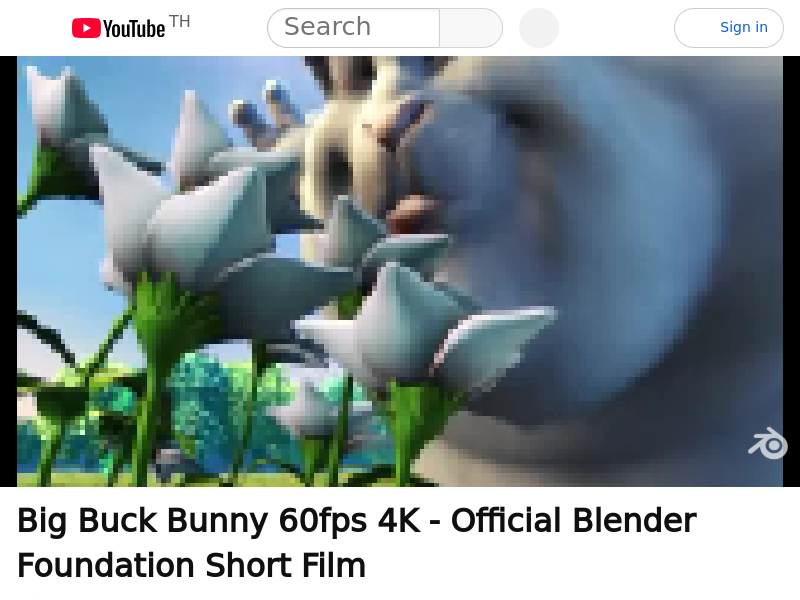 YouTube TH
Search
Sign in
Big Buck Bunny 60fps 4K - Official Blender
Foundation Short Film